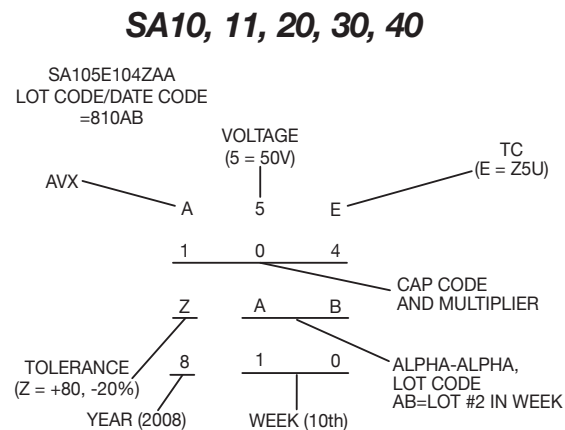 SA10, 11, 20, 30, 40
SA105E104ZAA
LOT CODE/DATE CODE
=810AB
VOLTAGE
(5 = 50V)
TC
(E = Z5U)
AVX
A 5 E
1 0 4
CAP CODE
AND MULTIPLIER
Z A B
TOLERANCE
(Z = +80, -20%)
8 1 0
ALPHA-ALPHA,
LOT CODE
AB=LOT #2 IN WEEK
YEAR (2008)
WEEK (10th)